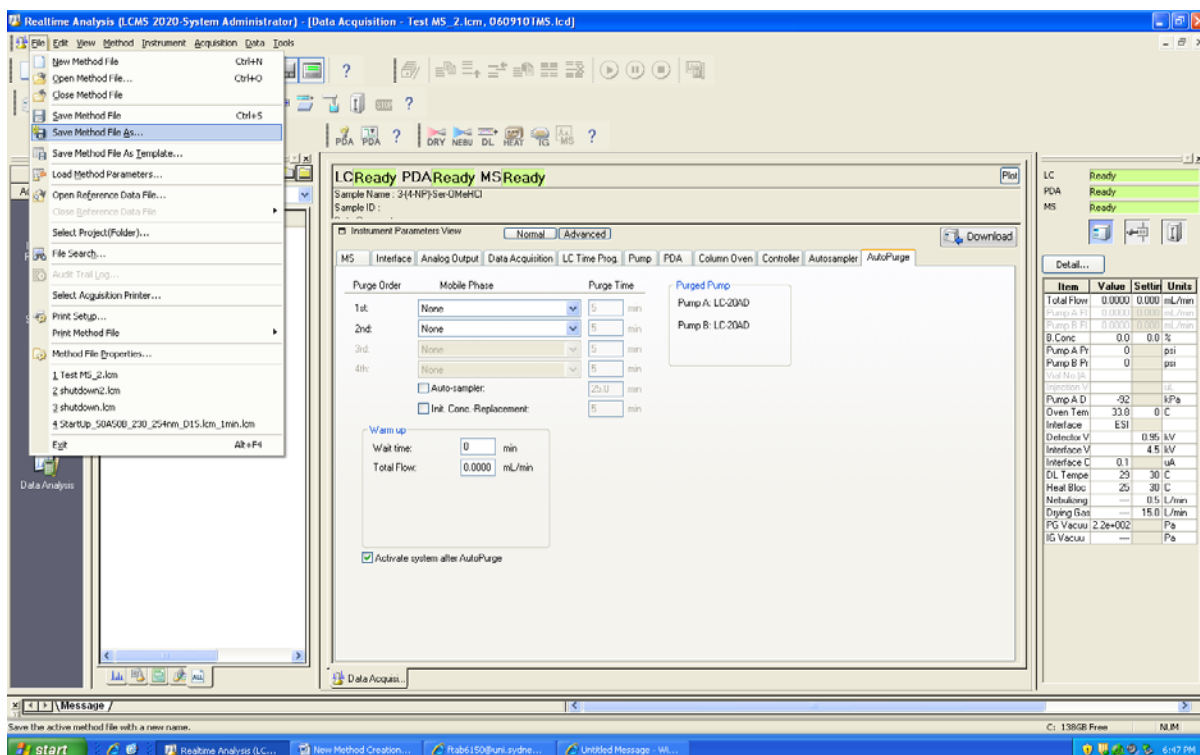 Realtime Analysis (LCMS 2020-System Administrator) - [Data Acquisition - Test MS_2.lcm, 060910TMS.lcd]
File Edit View Method Instrument Acquisition Data Tools
New Method File Ctrl+N
Open Method File... Ctrl+O
Close Method File
Save Method File Ctrl+S
Save Method File As...
Save Method File As Template...
Load Method Parameters...
Open Reference Data File...
Close Reference Data File
Select Project(Folder)...
File Search...
Audit Trail Log...
Select Acquisition Printer...
Print Setup...
Print Method File
Method File Properties...
1 Test MS_2.lcm
2 shutdown2.lcm
3 shutdown.lcm
4 StartUp_50A50B_230_254nm_D15.lcm_1min.lcm
Exit Alt+F4
Data Analysis
PDA PDA ? DRY NEBU DL HEAT IG MS ?
LC Ready PDA Ready MS Ready Plot
Sample Name : 3-(4-NP)-Ser-OMeHCl
Sample ID :
Instrument Parameters View Normal Advanced Download
MS Interface Analog Output Data Acquisition LC Time Prog. Pump PDA Column Oven Controller Autosampler AutoPurge
Purge Order Mobile Phase Purge Time Purged Pump
1st: None 5 min Pump A: LC-20AD
2nd: None 5 min Pump B: LC-20AD
3rd: None 5 min
4th: None 5 min
Auto-sampler: 25.0 min
Init. Conc.-Replacement: 5 min
Warm up
Wait time: 0 min
Total Flow: 0.0000 mL/min
Activate system after AutoPurge
Data Acquisi...
LC Ready
PDA Ready
MS Ready
Detail...
Item Value Settin Units
Total Flow 0.0000 0.000 mL/min
Pump A Fl 0.0000 0.000 mL/min
Pump B Fl 0.0000 0.000 mL/min
B.Conc 0.0 0.0 %
Pump A Pr 0 psi
Pump B Pr 0 psi
Vial No.(A
Injection V uL
Pump A D -92 kPa
Oven Tem 33.8 0 C
Interface ESI
Detector V 0.95 kV
Interface V 4.5 kV
Interface C 0.1 uA
DL Tempe 29 30 C
Heat Bloc 25 30 C
Nebulizing --- 0.5 L/min
Drying Gas --- 15.0 L/min
PG Vacuu 2.2e+002 Pa
IG Vacuu --- Pa
Message
Save the active method file with a new name. C: 138GB Free NUM
start Realtime Analysis (LC... New Method Creation... ftab6150@uni.sydne... Untitled Message - Wi... 6:47 PM